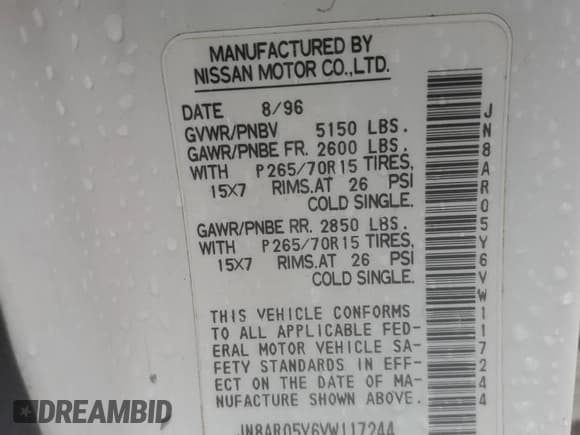 MANUFACTURED BY
NISSAN MOTOR CO.,LTD.
DATE 8/96
GVWR/PNBV 5150 LBS.
GAWR/PNBE FR. 2600 LBS.
WITH P265/70R15 TIRES,
15X7 RIMS.AT 26 PSI
COLD SINGLE.
GAWR/PNBE RR. 2850 LBS.
WITH P265/70R15 TIRES,
15X7 RIMS.AT 26 PSI
COLD SINGLE.
THIS VEHICLE CONFORMS
TO ALL APPLICABLE FED-
ERAL MOTOR VEHICLE SA-
FETY STANDARDS IN EFF-
ECT ON THE DATE OF MA-
NUFACTURE SHOWN ABOVE.
JN8AR05Y6VW117244
JN8AR05Y6VW117244
DREAMBID